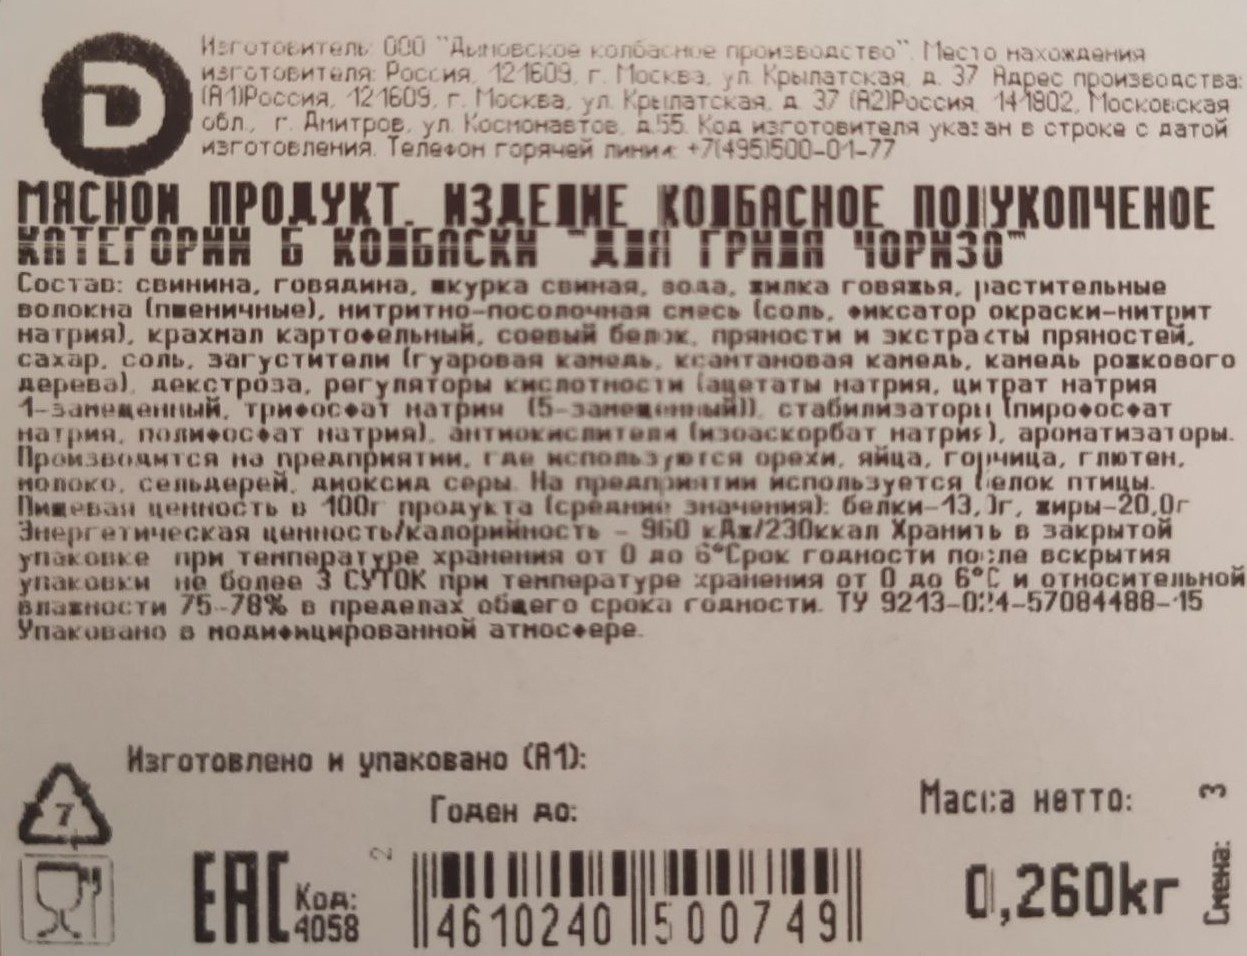 Изготовитель: ООО "Дымовское колбасное производство". Место нахождения
изготовителя: Россия, 121609, г. Москва, ул. Крылатская, д. 37 Адрес производства:
(А1)Россия, 121609, г. Москва, ул. Крылатская, д. 37 (А2)Россия, 141802, Московская
обл., г. Дмитров, ул. Космонавтов, д.55. Код изготовителя указан в строке с датой
изготовления. Телефон горячей линии: +7(495)500-01-77
МЯСНОЙ ПРОДУКТ. ИЗДЕЛИЕ КОЛБАСНОЕ ПОЛУКОПЧЕНОЕ
КАТЕГОРИИ Б КОЛБАСКИ "ДЛЯ ГРИЛЯ ЧОРИЗО"
Состав: свинина, говядина, шкурка свиная, вода, жилка говяжья, растительные
волокна (пшеничные), нитритно-посолочная смесь (соль, фиксатор окраски-нитрит
натрия), крахмал картофельный, соевый белок, пряности и экстракты пряностей,
сахар, соль, загустители (гуаровая камедь, ксантановая камедь, камедь рожкового
дерева), декстроза, регуляторы кислотности (ацетаты натрия, цитрат натрия
1-замещенный, трифосфат натрия (5-замещенный)), стабилизаторы (пирофосфат
натрия, полифосфат натрия), антиокислители (изоаскорбат натрия), ароматизаторы.
Производится на предприятии, где используются орехи, яйца, горчица, глютен,
молоко, сельдерей, диоксид серы. На предприятии используется белок птицы.
Пищевая ценность в 100г продукта (средние значения): белки-13,0г, жиры-20,0г
Энергетическая ценность/калорийность - 960 кДж/230ккал Хранить в закрытой
упаковке при температуре хранения от 0 до 6°Срок годности после вскрытия
упаковки не более 3 СУТОК при температуре хранения от 0 до 6°С и относительной
влажности 75-78% в пределах общего срока годности. ТУ 9213-024-57084488-15
Упаковано в модифицированной атмосфере.
Изготовлено и упаковано (А1):
Годен до:
Масса нетто:
3
Смена:
7
2
ЕАС
Код:
4058
4610240 500749
0,260кг